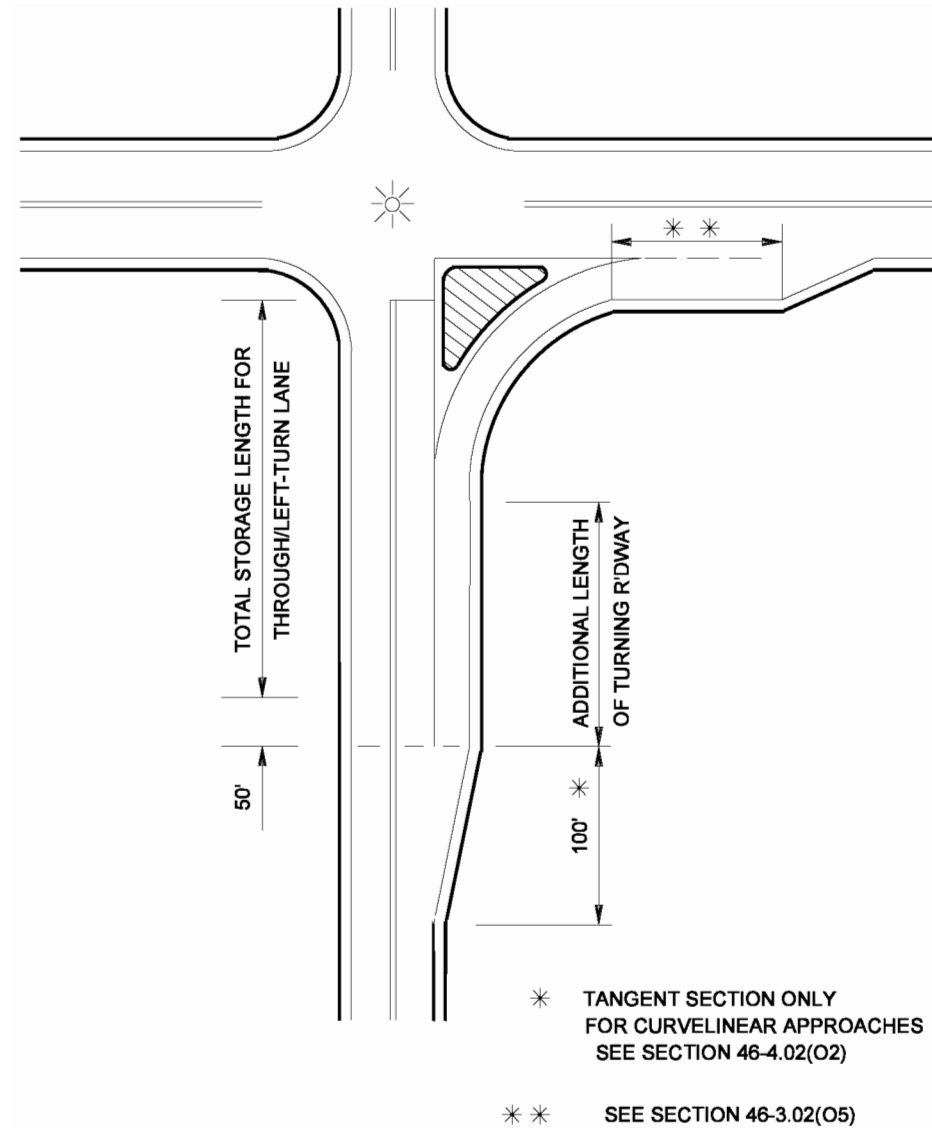 * *
TOTAL STORAGE LENGTH FOR
THROUGH/LEFT-TURN LANE
ADDITIONAL LENGTH
OF TURNING R'DWAY
50'
100' *
* TANGENT SECTION ONLY
FOR CURVELINEAR APPROACHES
SEE SECTION 46-4.02(O2)
* * SEE SECTION 46-3.02(O5)